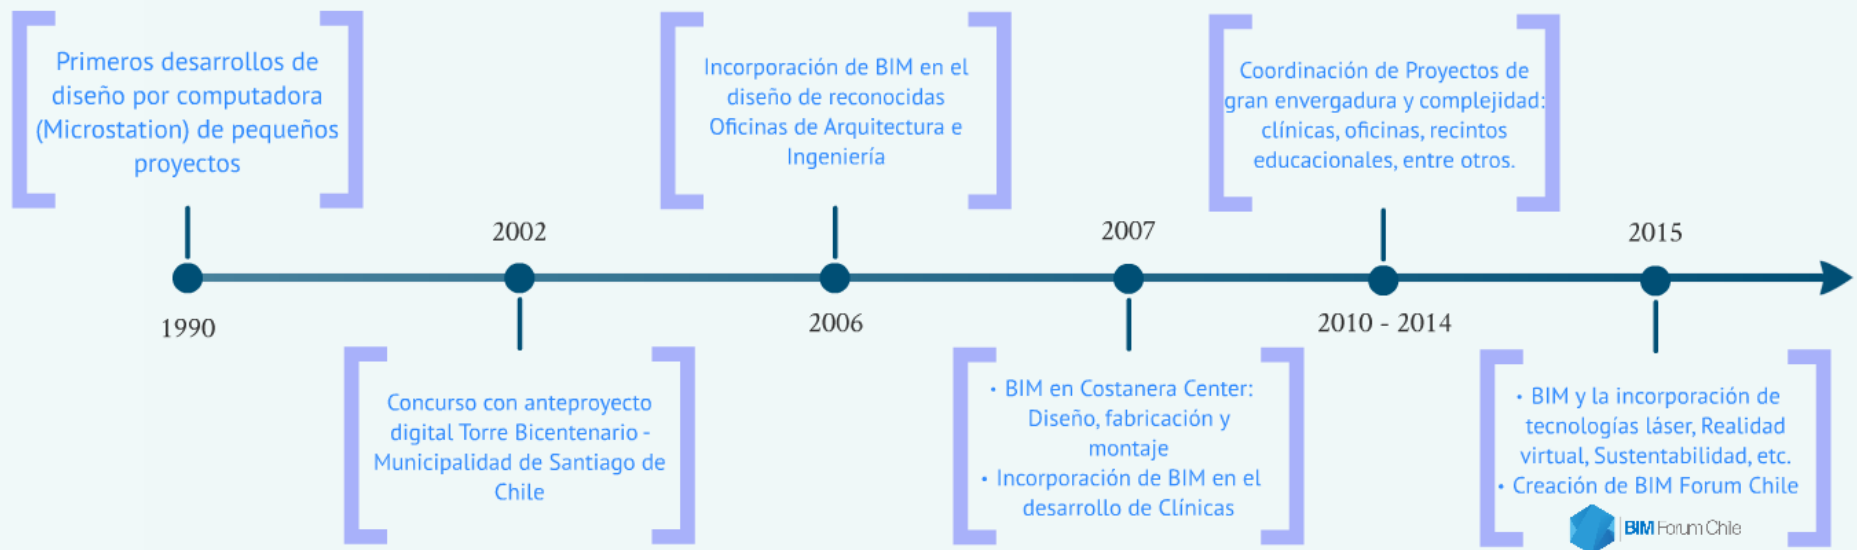 Primeros desarrollos de
diseño por computadora
(Microstation) de pequeños
proyectos
1990
2002
Concurso con anteproyecto
digital Torre Bicentenario -
Municipalidad de Santiago de
Chile
Incorporación de BIM en el
diseño de reconocidas
Oficinas de Arquitectura e
Ingeniería
2006
2007
• BIM en Costanera Center:
Diseño, fabricación y
montaje
• Incorporación de BIM en el
desarrollo de Clínicas
Coordinación de Proyectos de
gran envergadura y complejidad:
clínicas, oficinas, recintos
educacionales, entre otros.
2010 - 2014
2015
• BIM y la incorporación de
tecnologías láser, Realidad
virtual, Sustentabilidad, etc.
• Creación de BIM Forum Chile
BIM Forum Chile